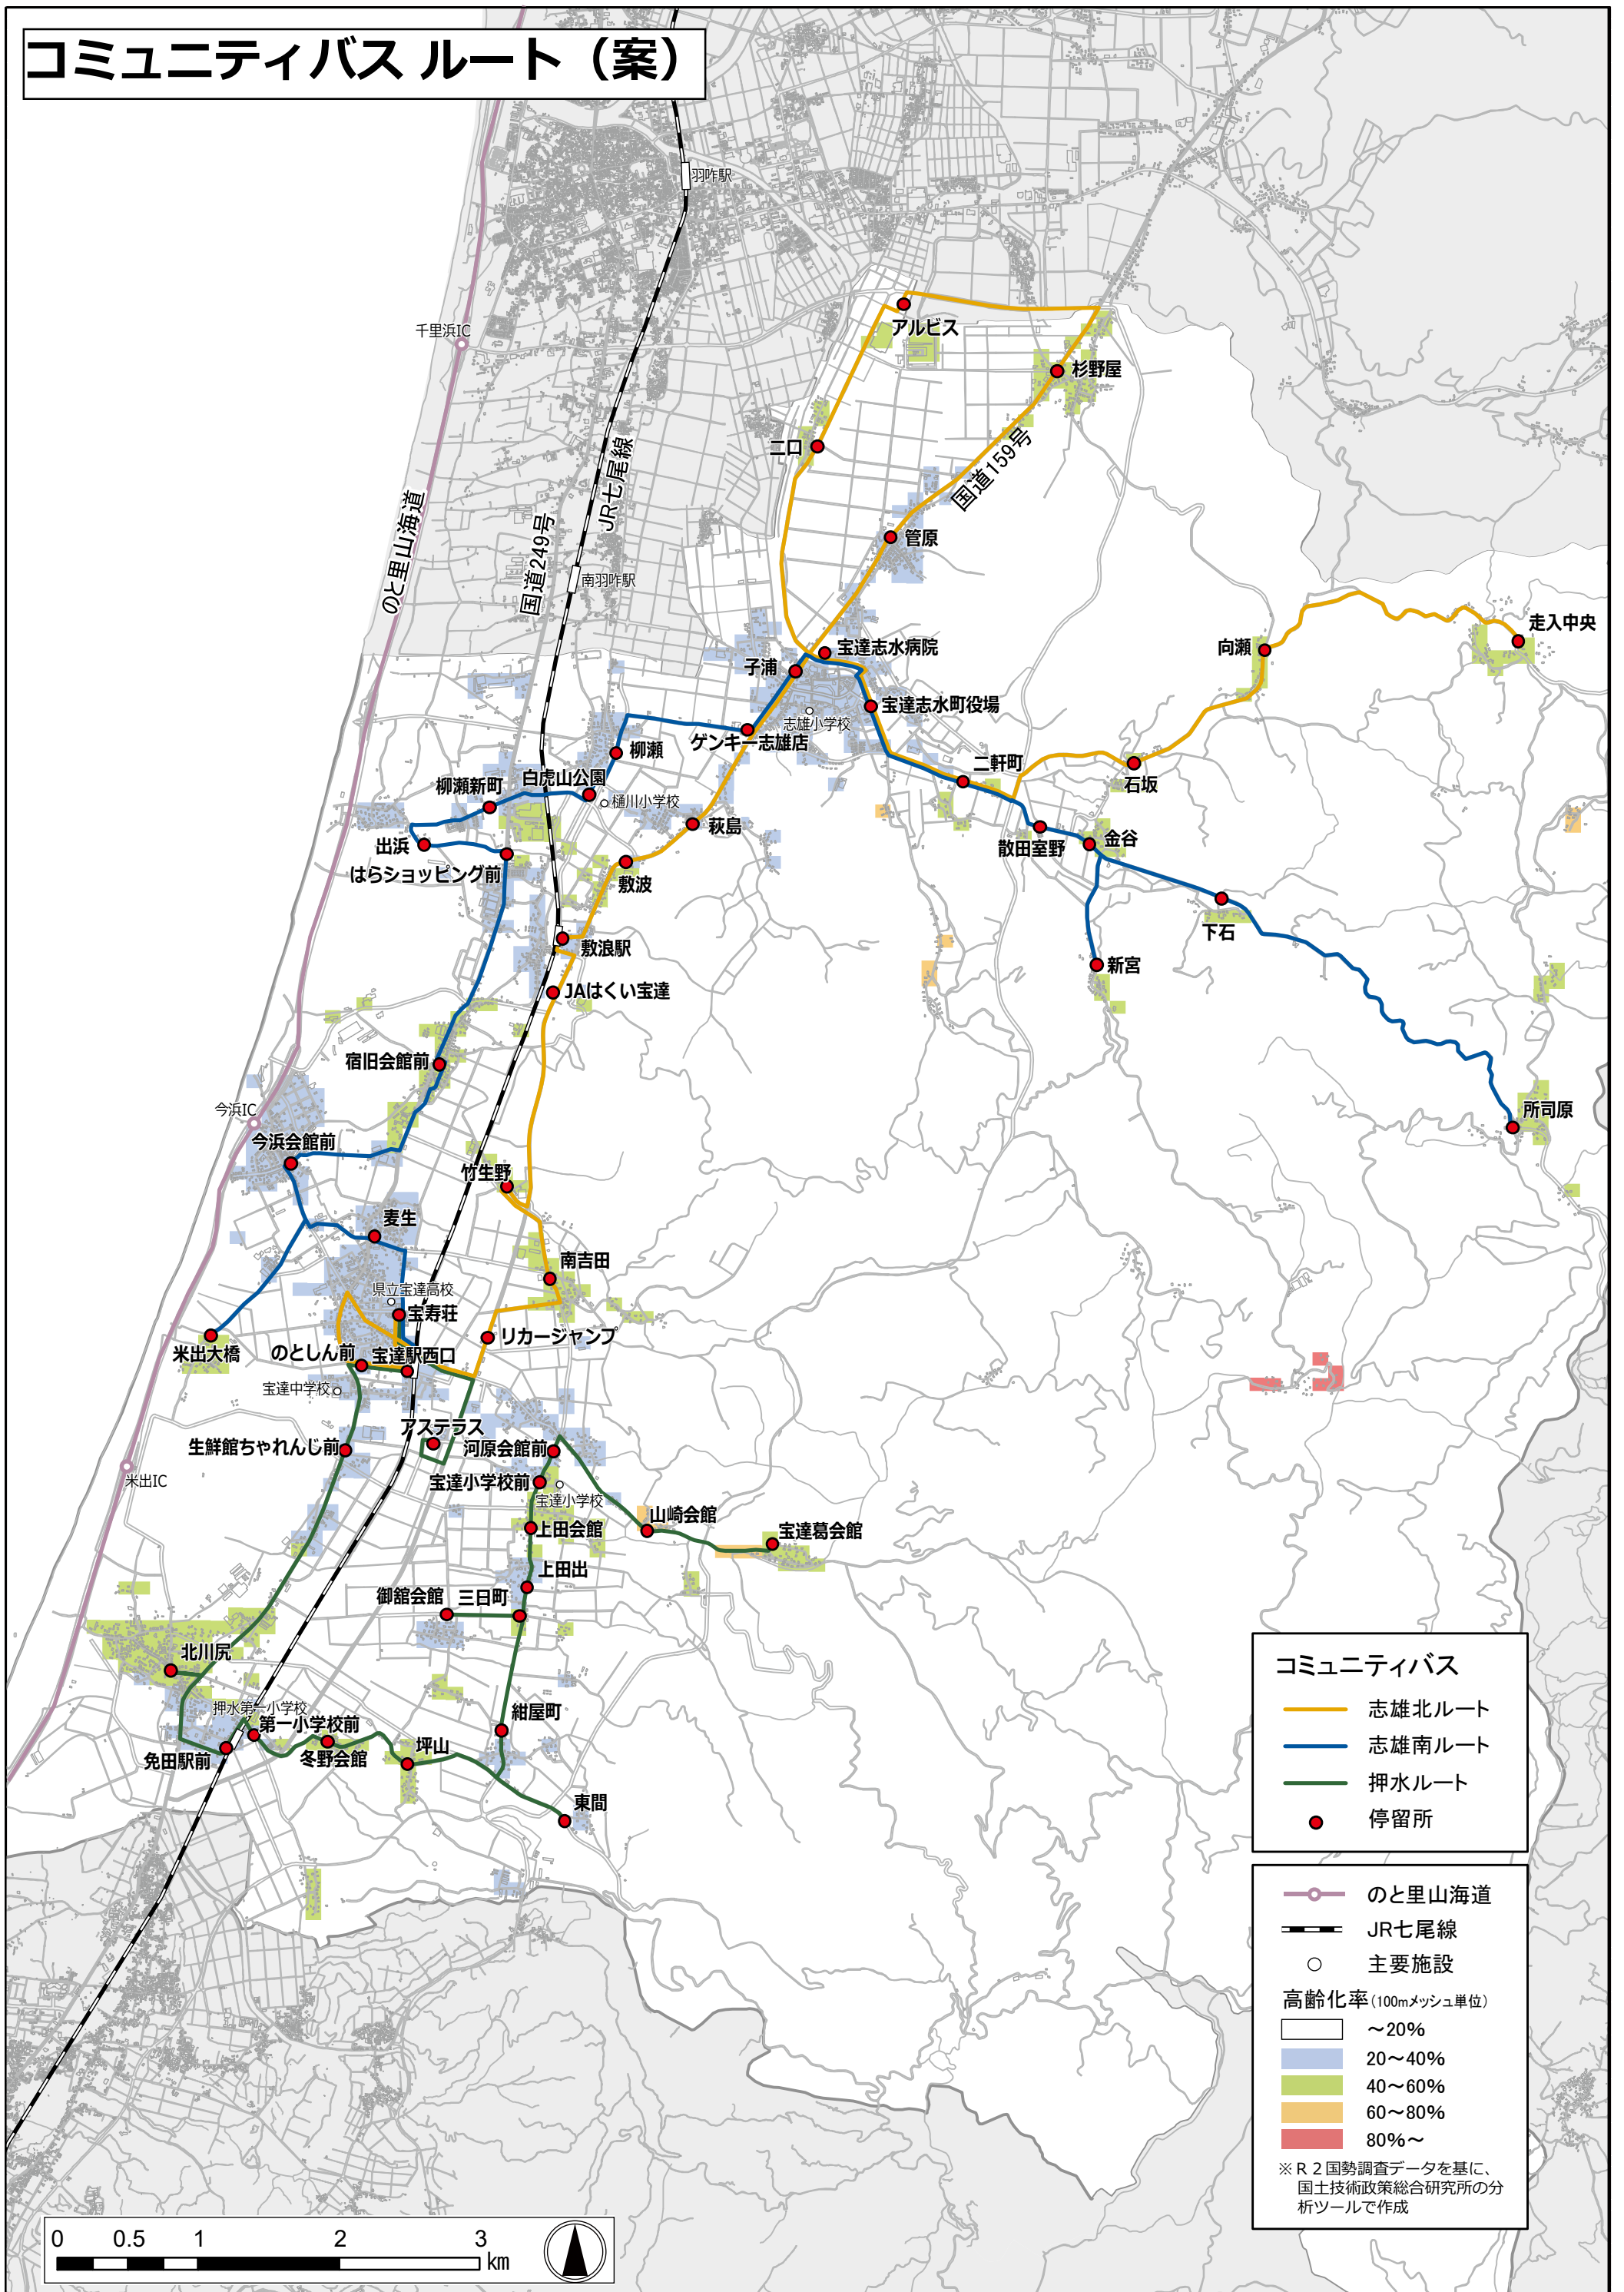 コミュニティバス ルート（案）
羽咋駅
千里浜IC
アルビス
杉野屋
二口
国道159号
JR七尾線
のと里山海道
国道249号
菅原
南羽咋駅
走入中央
向瀬
宝達志水病院
子浦
宝達志水町役場
志雄小学校
ゲンキー志雄店
柳瀬
二軒町
石坂
白虎山公園
柳瀬新町
樋川小学校
萩島
散田室野
金谷
出浜
はらショッピング前
敷波
下石
敷浪駅
新宮
JAはくい宝達
宿旧会館前
今浜IC
所司原
今浜会館前
竹生野
麦生
南吉田
県立宝達高校
宝寿荘
リカージャンプ
米出大橋
のとしん前
宝達駅西口
宝達中学校
アステラス
生鮮館ちゃれんじ前
河原会館前
米出IC
宝達小学校前
宝達小学校
山崎会館
上田会館
宝達葛会館
上田出
御舘会館
三日町
北川尻
押水第一小学校
第一小学校前
紺屋町
免田駅前
冬野会館
坪山
東間
コミュニティバス
志雄北ルート
志雄南ルート
押水ルート
停留所
のと里山海道
JR七尾線
主要施設
高齢化率(100mメッシュ単位)
～20%
20～40%
40～60%
60～80%
80%～
※Ｒ２国勢調査データを基に、
国土技術政策総合研究所の分
析ツールで作成
0 0.5 1 2 3
km